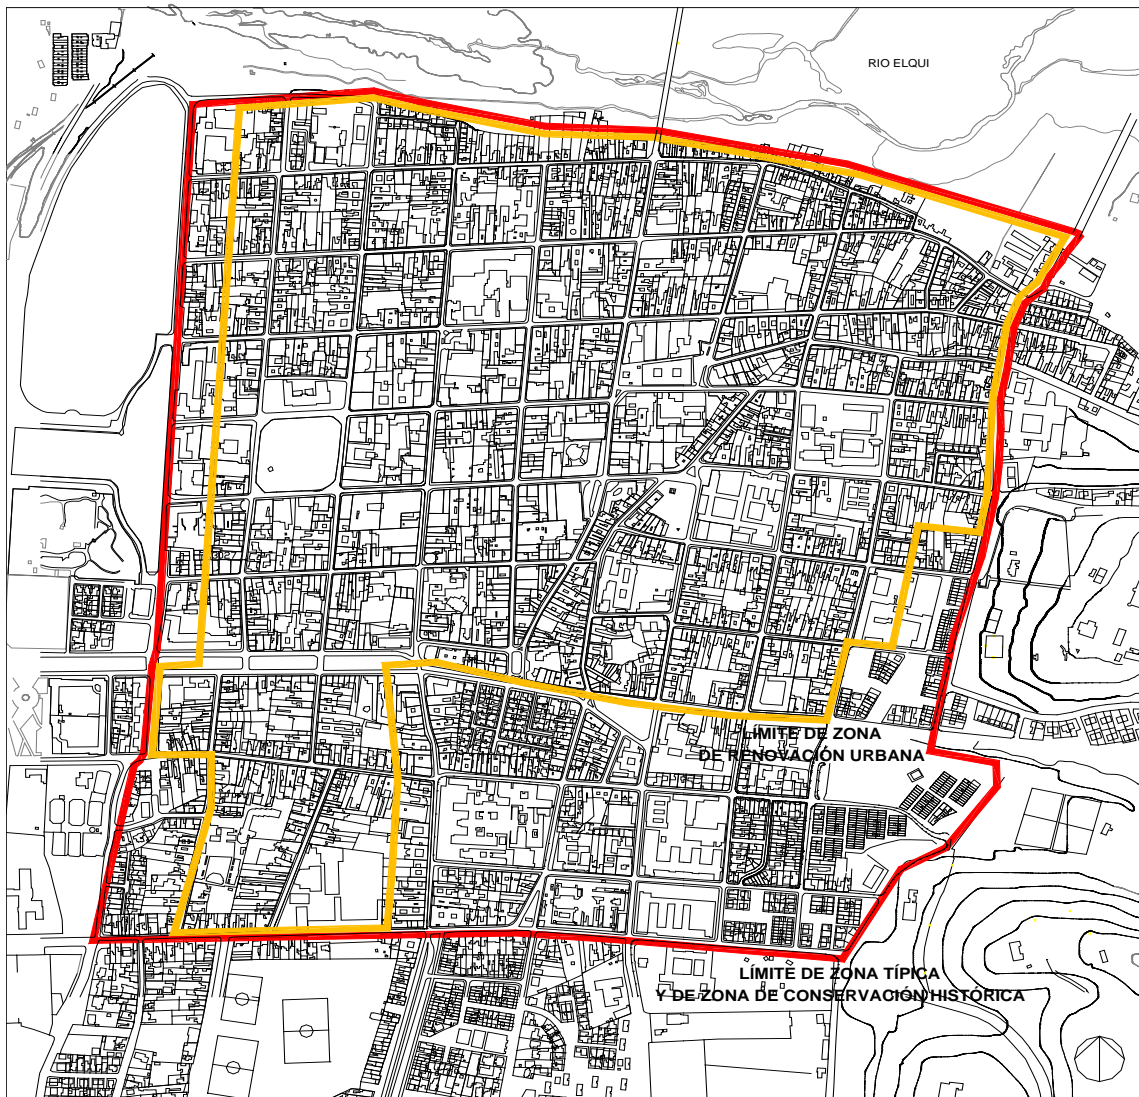 RIO ELQUI
LÍMITE DE ZONA
DE RENOVACIÓN URBANA
LÍMITE DE ZONA TÍPICA
Y DE ZONA DE CONSERVACIÓN HISTÓRICA